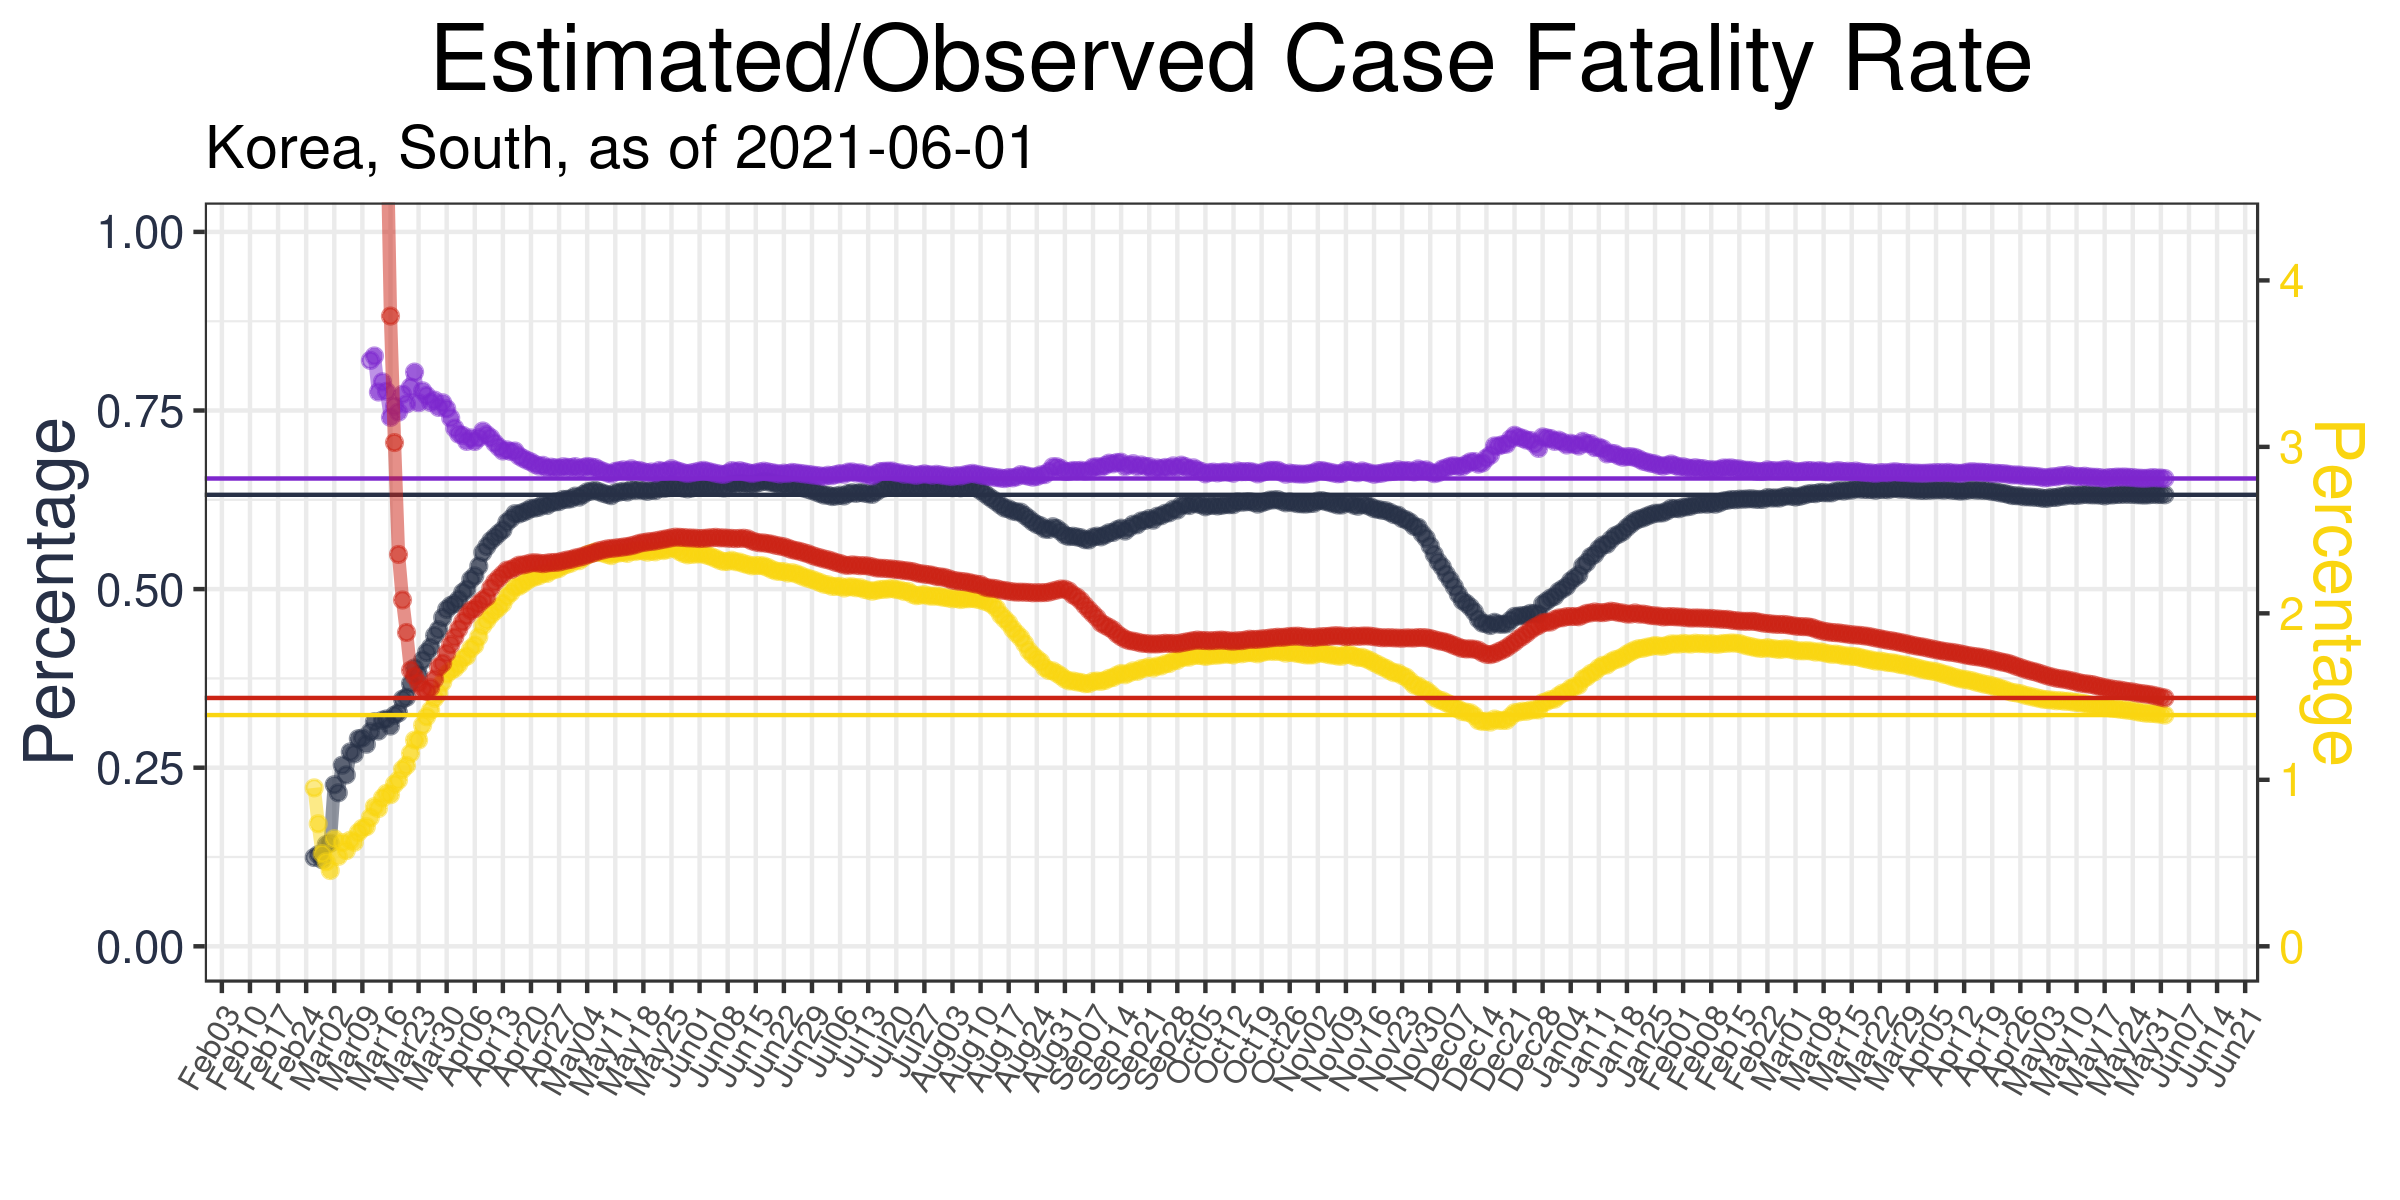 Estimated/Observed Case Fatality Rate
Korea, South, as of 2021-06-01
Percentage
1.00
0.75
0.50
0.25
0.00
4
3
2
1
0
Percentage
Feb03
Feb10
Feb17
Feb24
Mar02
Mar09
Mar16
Mar23
Mar30
Apr06
Apr13
Apr20
Apr27
May04
May11
May18
May25
Jun01
Jun08
Jun15
Jun22
Jun29
Jul06
Jul13
Jul20
Jul27
Aug03
Aug10
Aug17
Aug24
Aug31
Sep07
Sep14
Sep21
Sep28
Oct05
Oct12
Oct19
Oct26
Nov02
Nov09
Nov16
Nov23
Nov30
Dec07
Dec14
Dec21
Dec28
Jan04
Jan11
Jan18
Jan25
Feb01
Feb08
Feb15
Feb22
Mar01
Mar08
Mar15
Mar22
Mar29
Apr05
Apr12
Apr19
Apr26
May03
May10
May17
May24
May31
Jun07
Jun14
Jun21